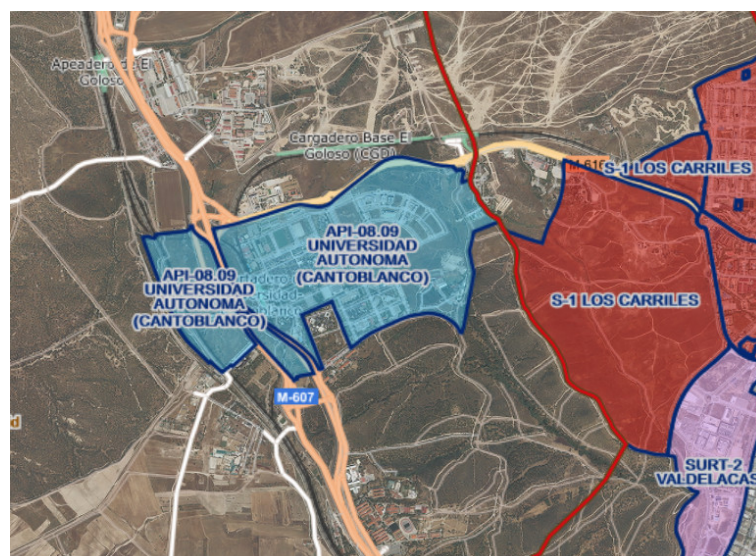 Apeadero de El
Goloso
Cargadero Base El
Goloso (CGD)
M-616
S-1 LOS CARRILES
API-08.09
UNIVERSIDAD
AUTONOMA
(CANTOBLANCO)
API-08.09
UNIVERSIDAD
AUTONOMA
(CANTOBLANCO)
S-1 LOS CARRILES
M-607
SURT-2
VALDELACAS